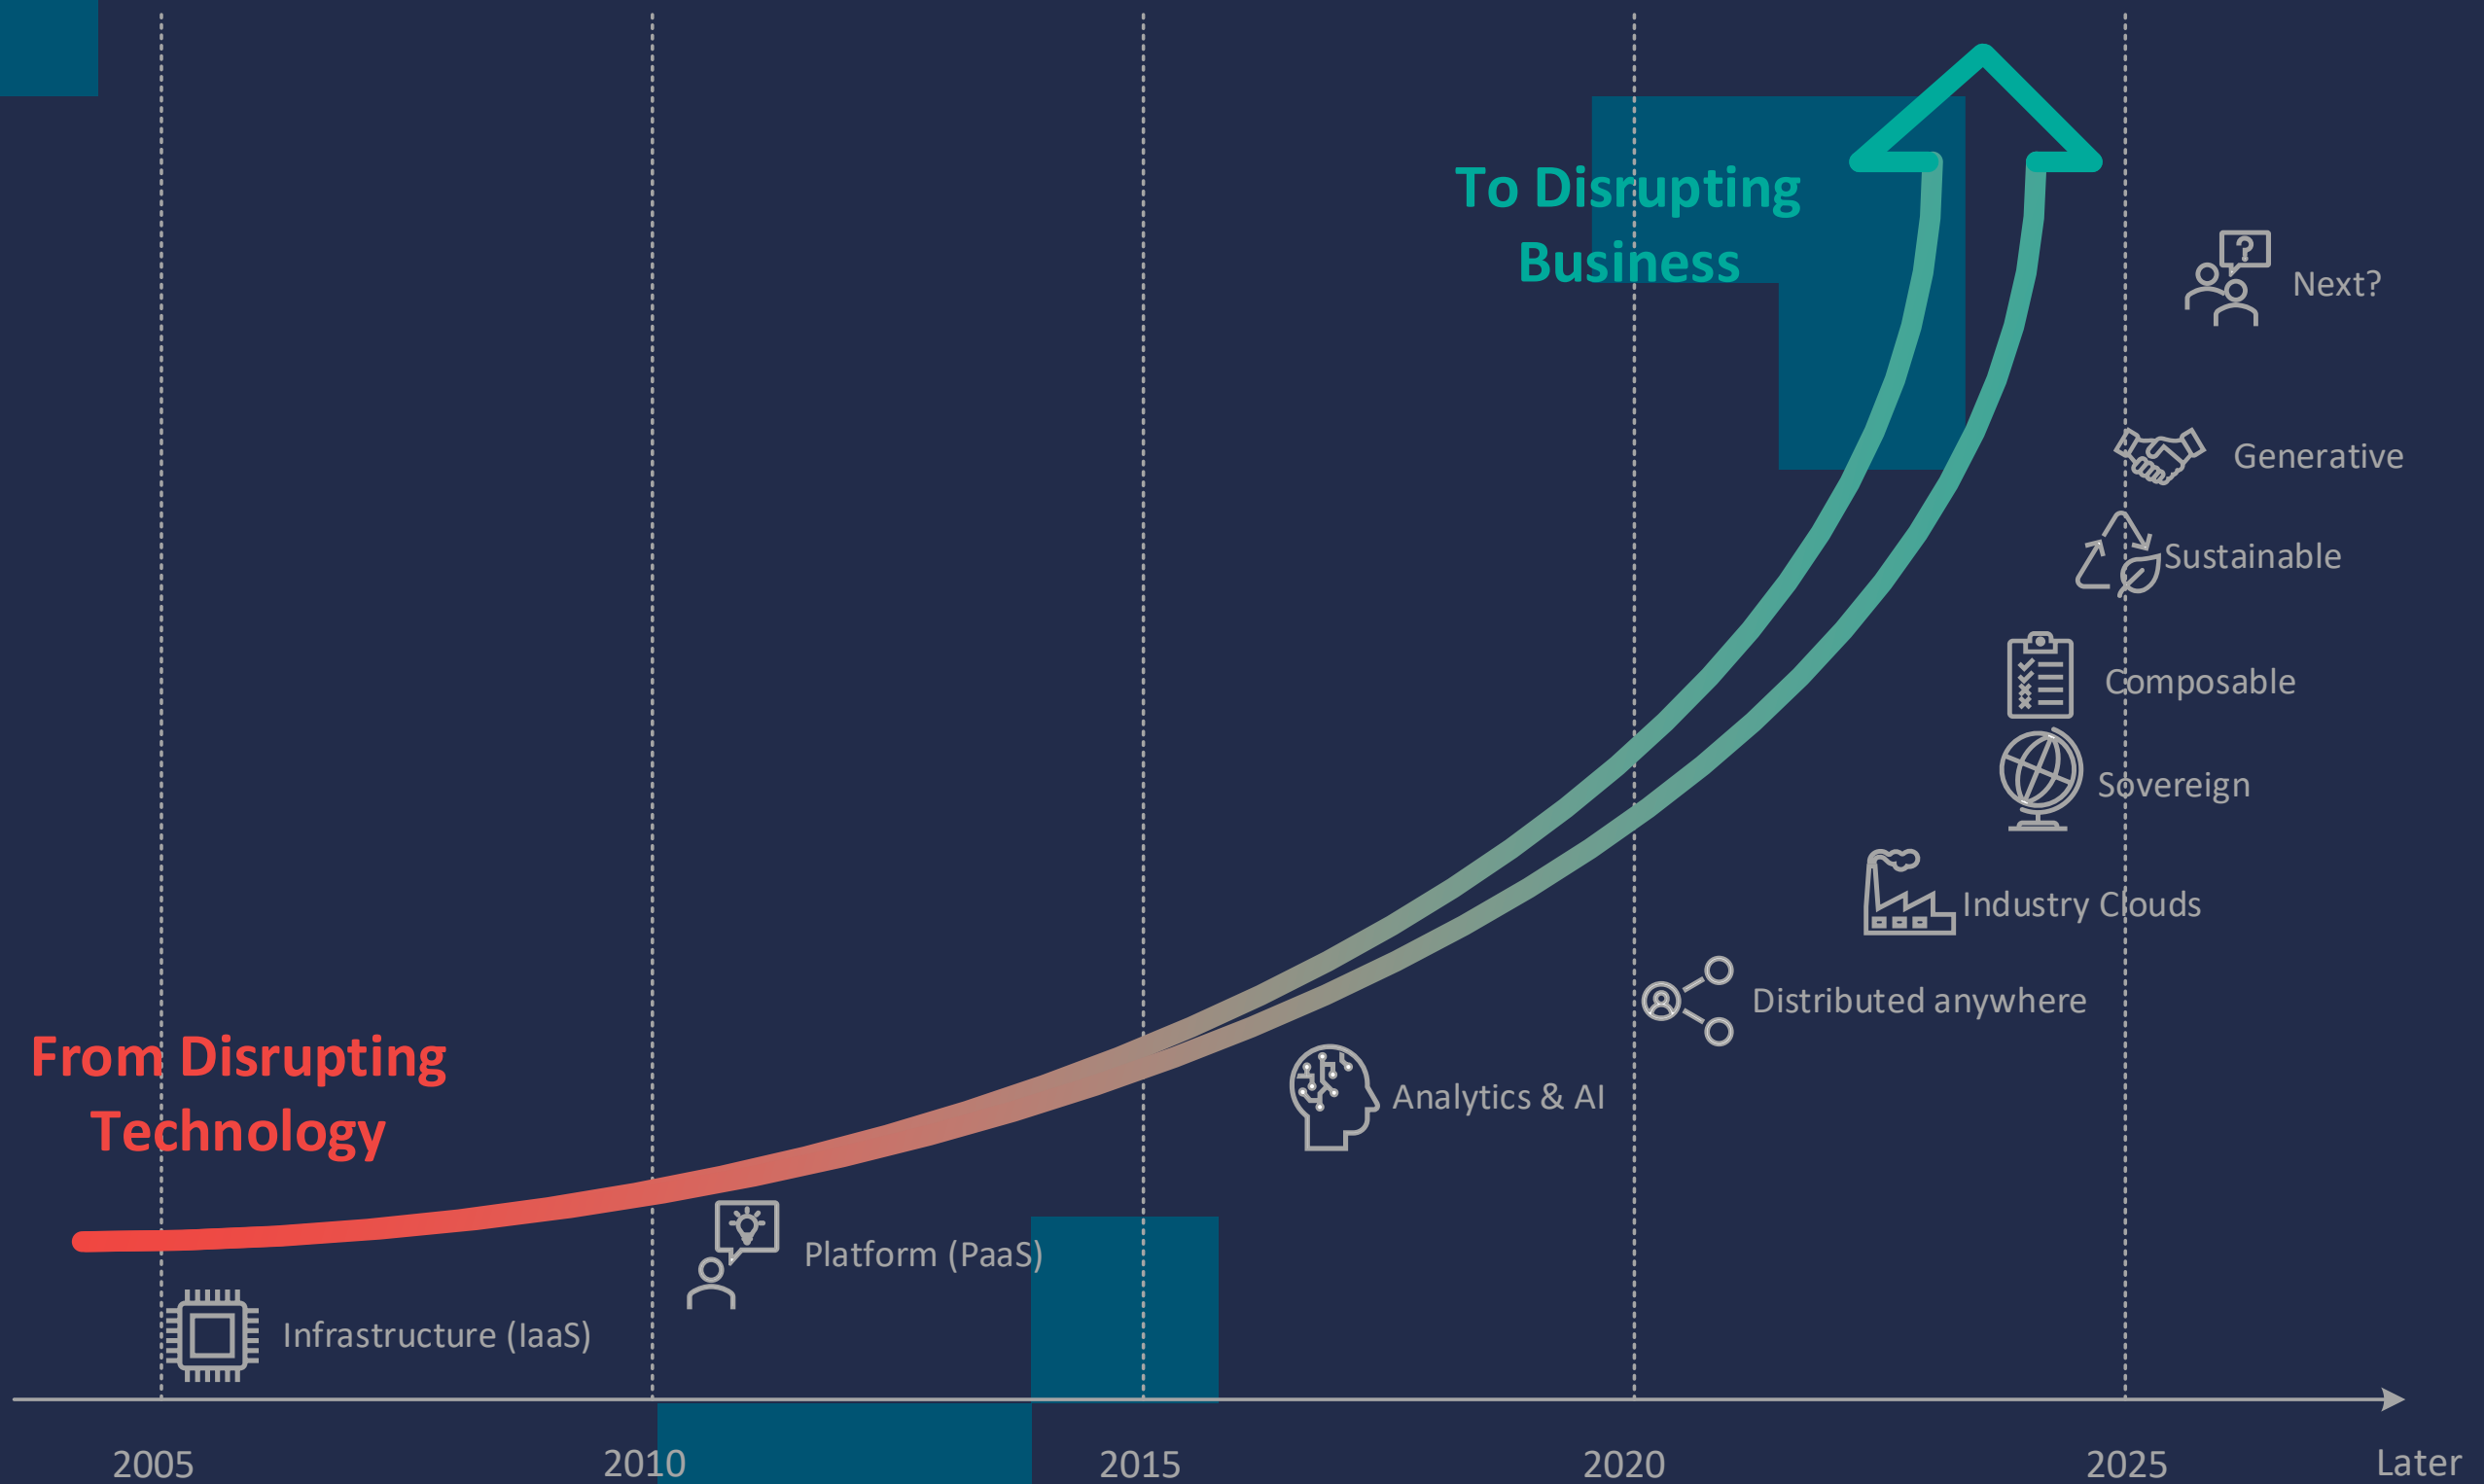 To Disrupting
Business
?
Next?
Generative
Sustainable
Composable
Sovereign
Industry Clouds
Distributed anywhere
From Disrupting
Technology
Analytics & AI
Platform (PaaS)
Infrastructure (IaaS)
2005
2010
2015
2020
2025
Later